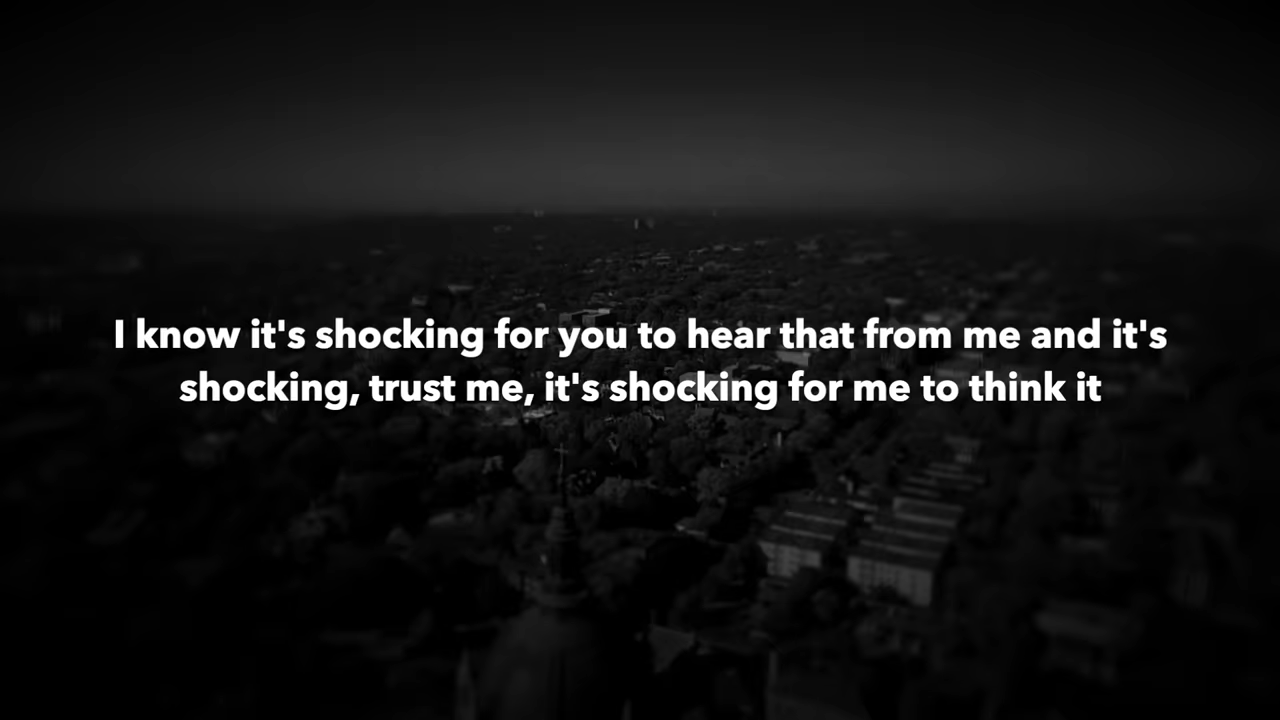 I know it's shocking for you to hear that from me and it's
shocking, trust me, it's shocking for me to think it